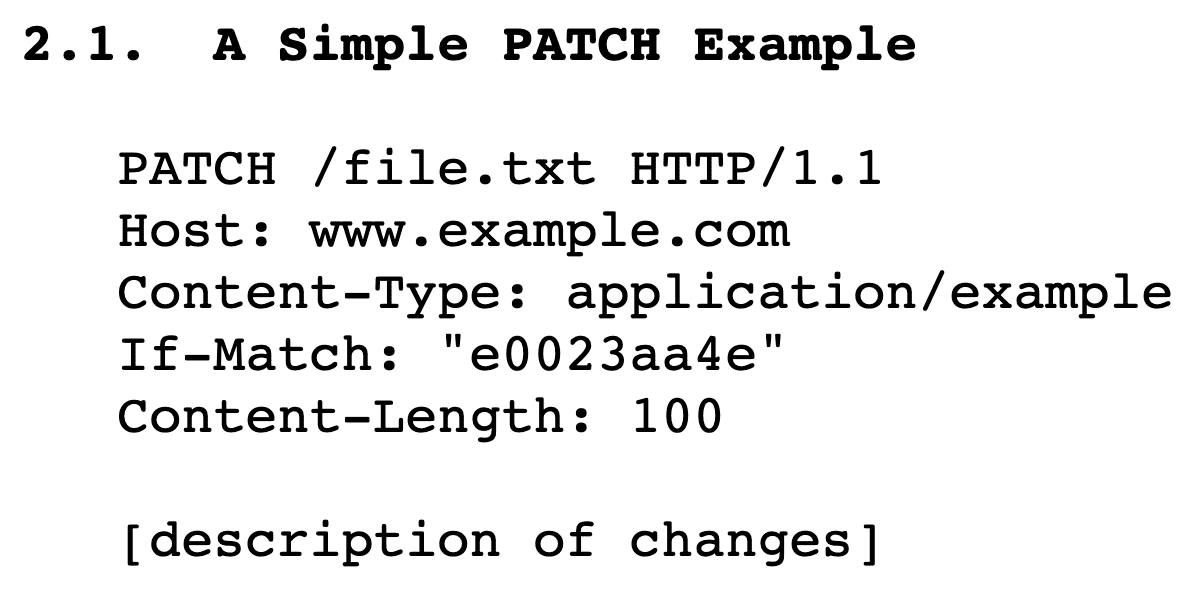 2.1.  A Simple PATCH Example
PATCH /file.txt HTTP/1.1
Host: www.example.com
Content-Type: application/example
If-Match: "e0023aa4e"
Content-Length: 100
[description of changes]